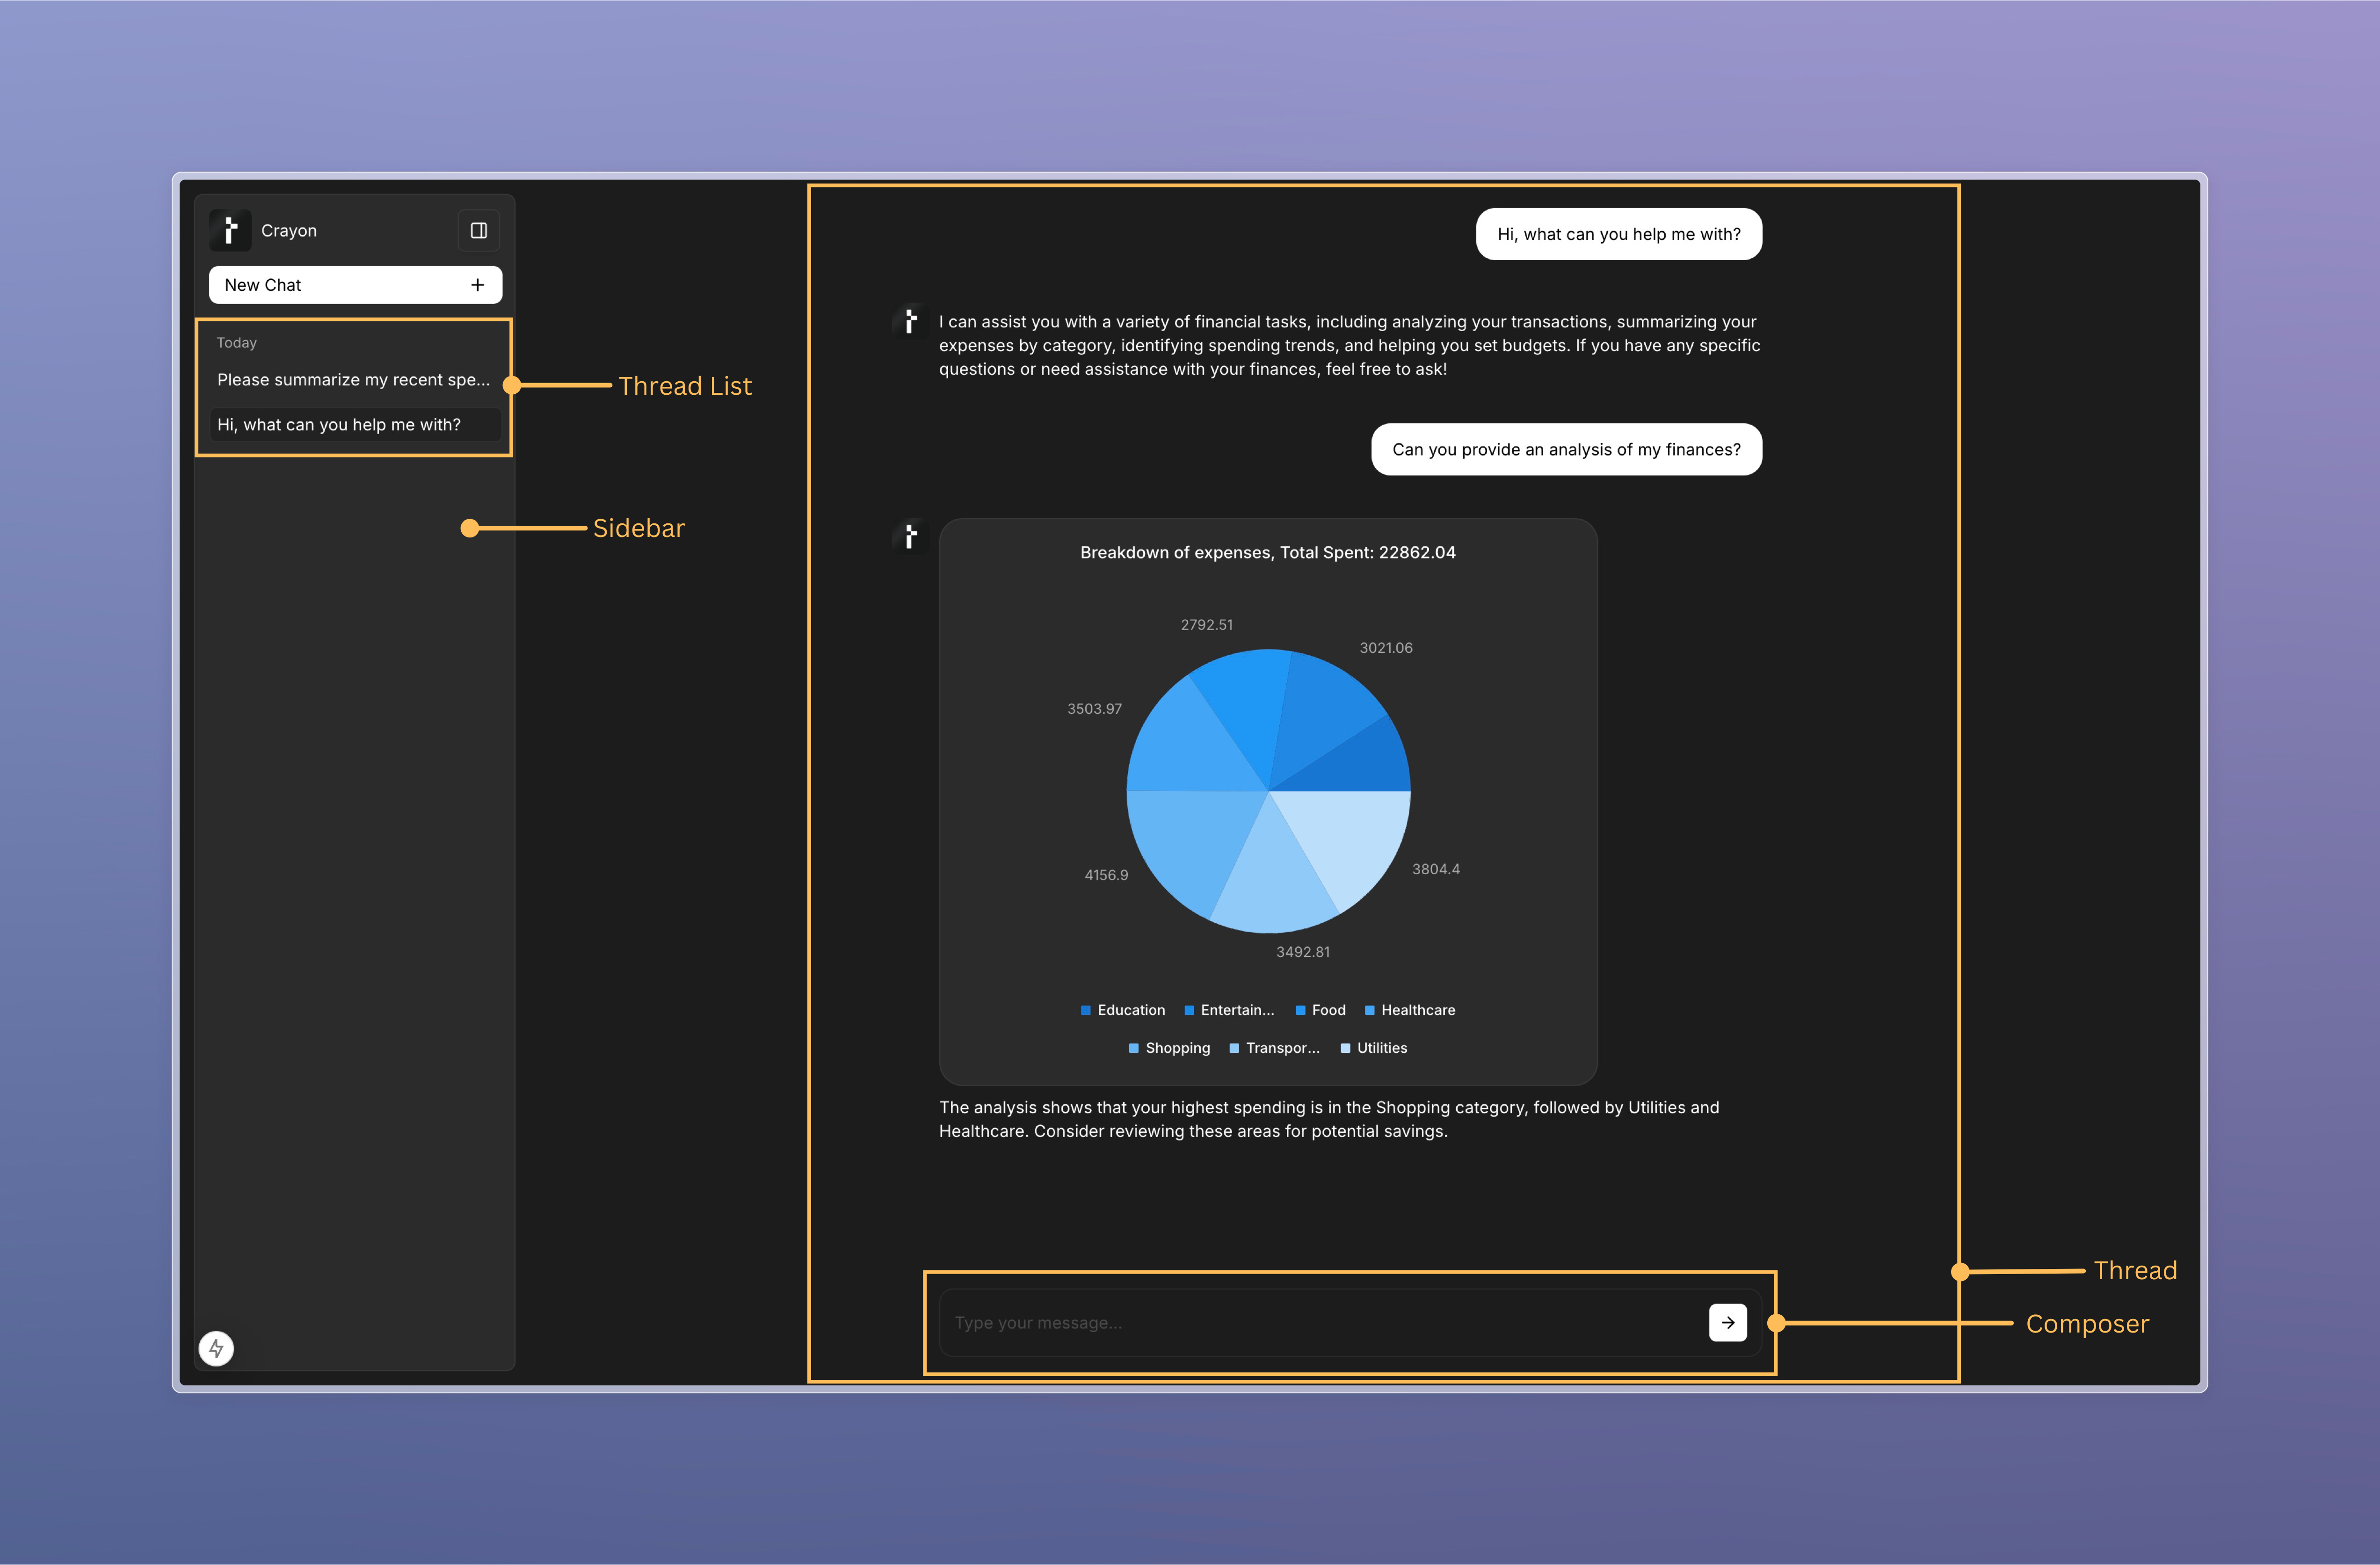 Crayon
New Chat
Today
Please summarize my recent spe...
Hi, what can you help me with?
Thread List
Sidebar
Hi, what can you help me with?
I can assist you with a variety of financial tasks, including analyzing your transactions, summarizing your
expenses by category, identifying spending trends, and helping you set budgets. If you have any specific
questions or need assistance with your finances, feel free to ask!
Can you provide an analysis of my finances?
Breakdown of expenses, Total Spent: 22862.04
2792.51
3021.06
3503.97
4156.9
3804.4
3492.81
Education Entertain... Food Healthcare
Shopping Transpor... Utilities
The analysis shows that your highest spending is in the Shopping category, followed by Utilities and
Healthcare. Consider reviewing these areas for potential savings.
Type your message...
Thread
Composer